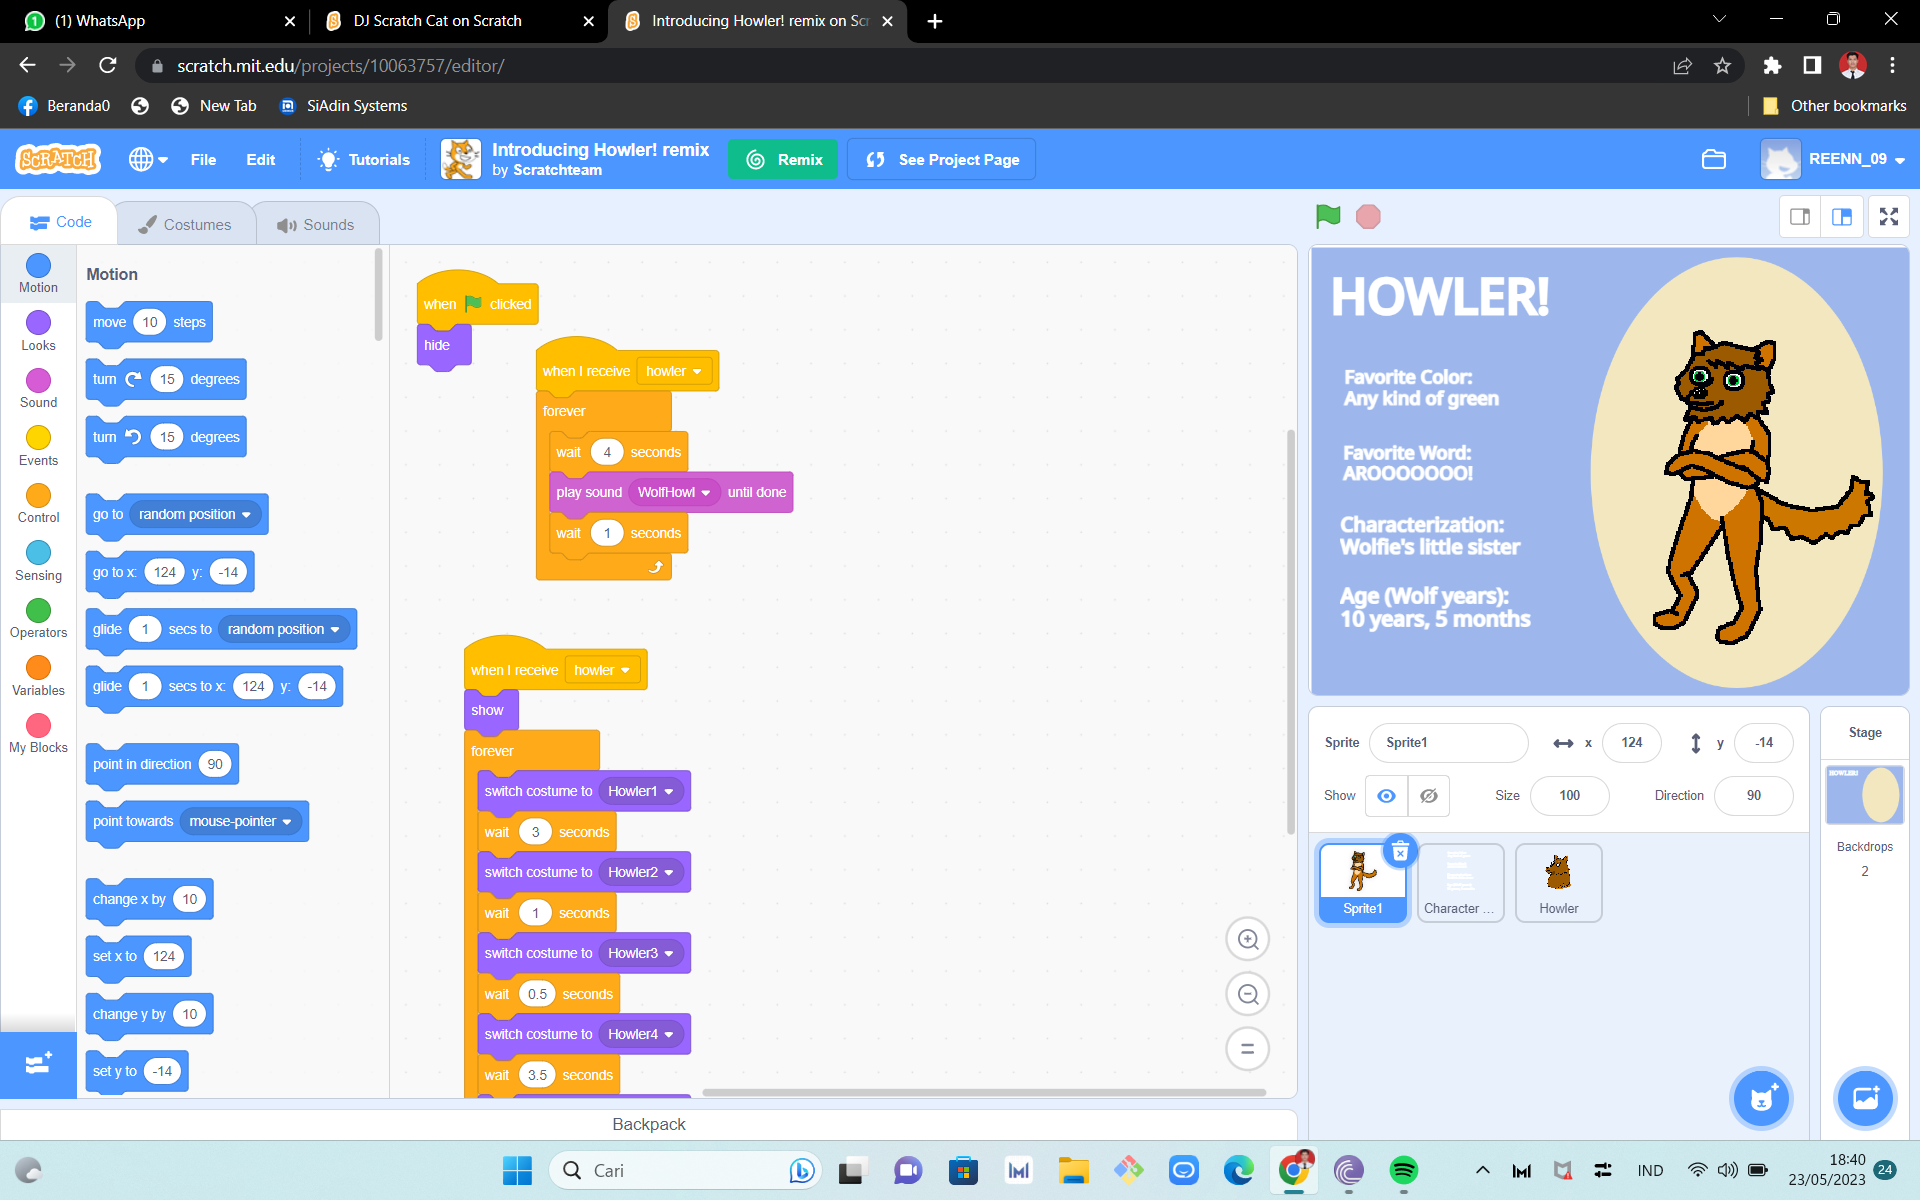 (1) WhatsApp
DJ Scratch Cat on Scratch
Introducing Howler! remix on Scr
scratch.mit.edu/projects/10063757/editor/
Beranda0
New Tab
SiAdin Systems
Other bookmarks
SCRATCH
File
Edit
Tutorials
Introducing Howler! remix
by Scratchteam
Remix
See Project Page
REENN_09
Code
Costumes
Sounds
Motion
Looks
Sound
Events
Control
Sensing
Operators
Variables
My Blocks
Motion
move 10 steps
turn 15 degrees
turn 15 degrees
go to random position
go to x: 124 y: -14
glide 1 secs to random position
glide 1 secs to x: 124 y: -14
point in direction 90
point towards mouse-pointer
change x by 10
set x to 124
change y by 10
set y to -14
when clicked
hide
when I receive howler
forever
wait 4 seconds
play sound WolfHowl until done
wait 1 seconds
when I receive howler
show
forever
switch costume to Howler1
wait 3 seconds
switch costume to Howler2
wait 1 seconds
switch costume to Howler3
wait 0.5 seconds
switch costume to Howler4
wait 3.5 seconds
Backpack
HOWLER!
Favorite Color:
Any kind of green
Favorite Word:
AROOOOOOO!
Characterization:
Wolfie's little sister
Age (Wolf years):
10 years, 5 months
Sprite Sprite1 x 124 y -14
Show Size 100 Direction 90
Sprite1
Character ...
Howler
Stage
HOWLER!
Backdrops
2
Cari
IND
18:40
23/05/2023
24